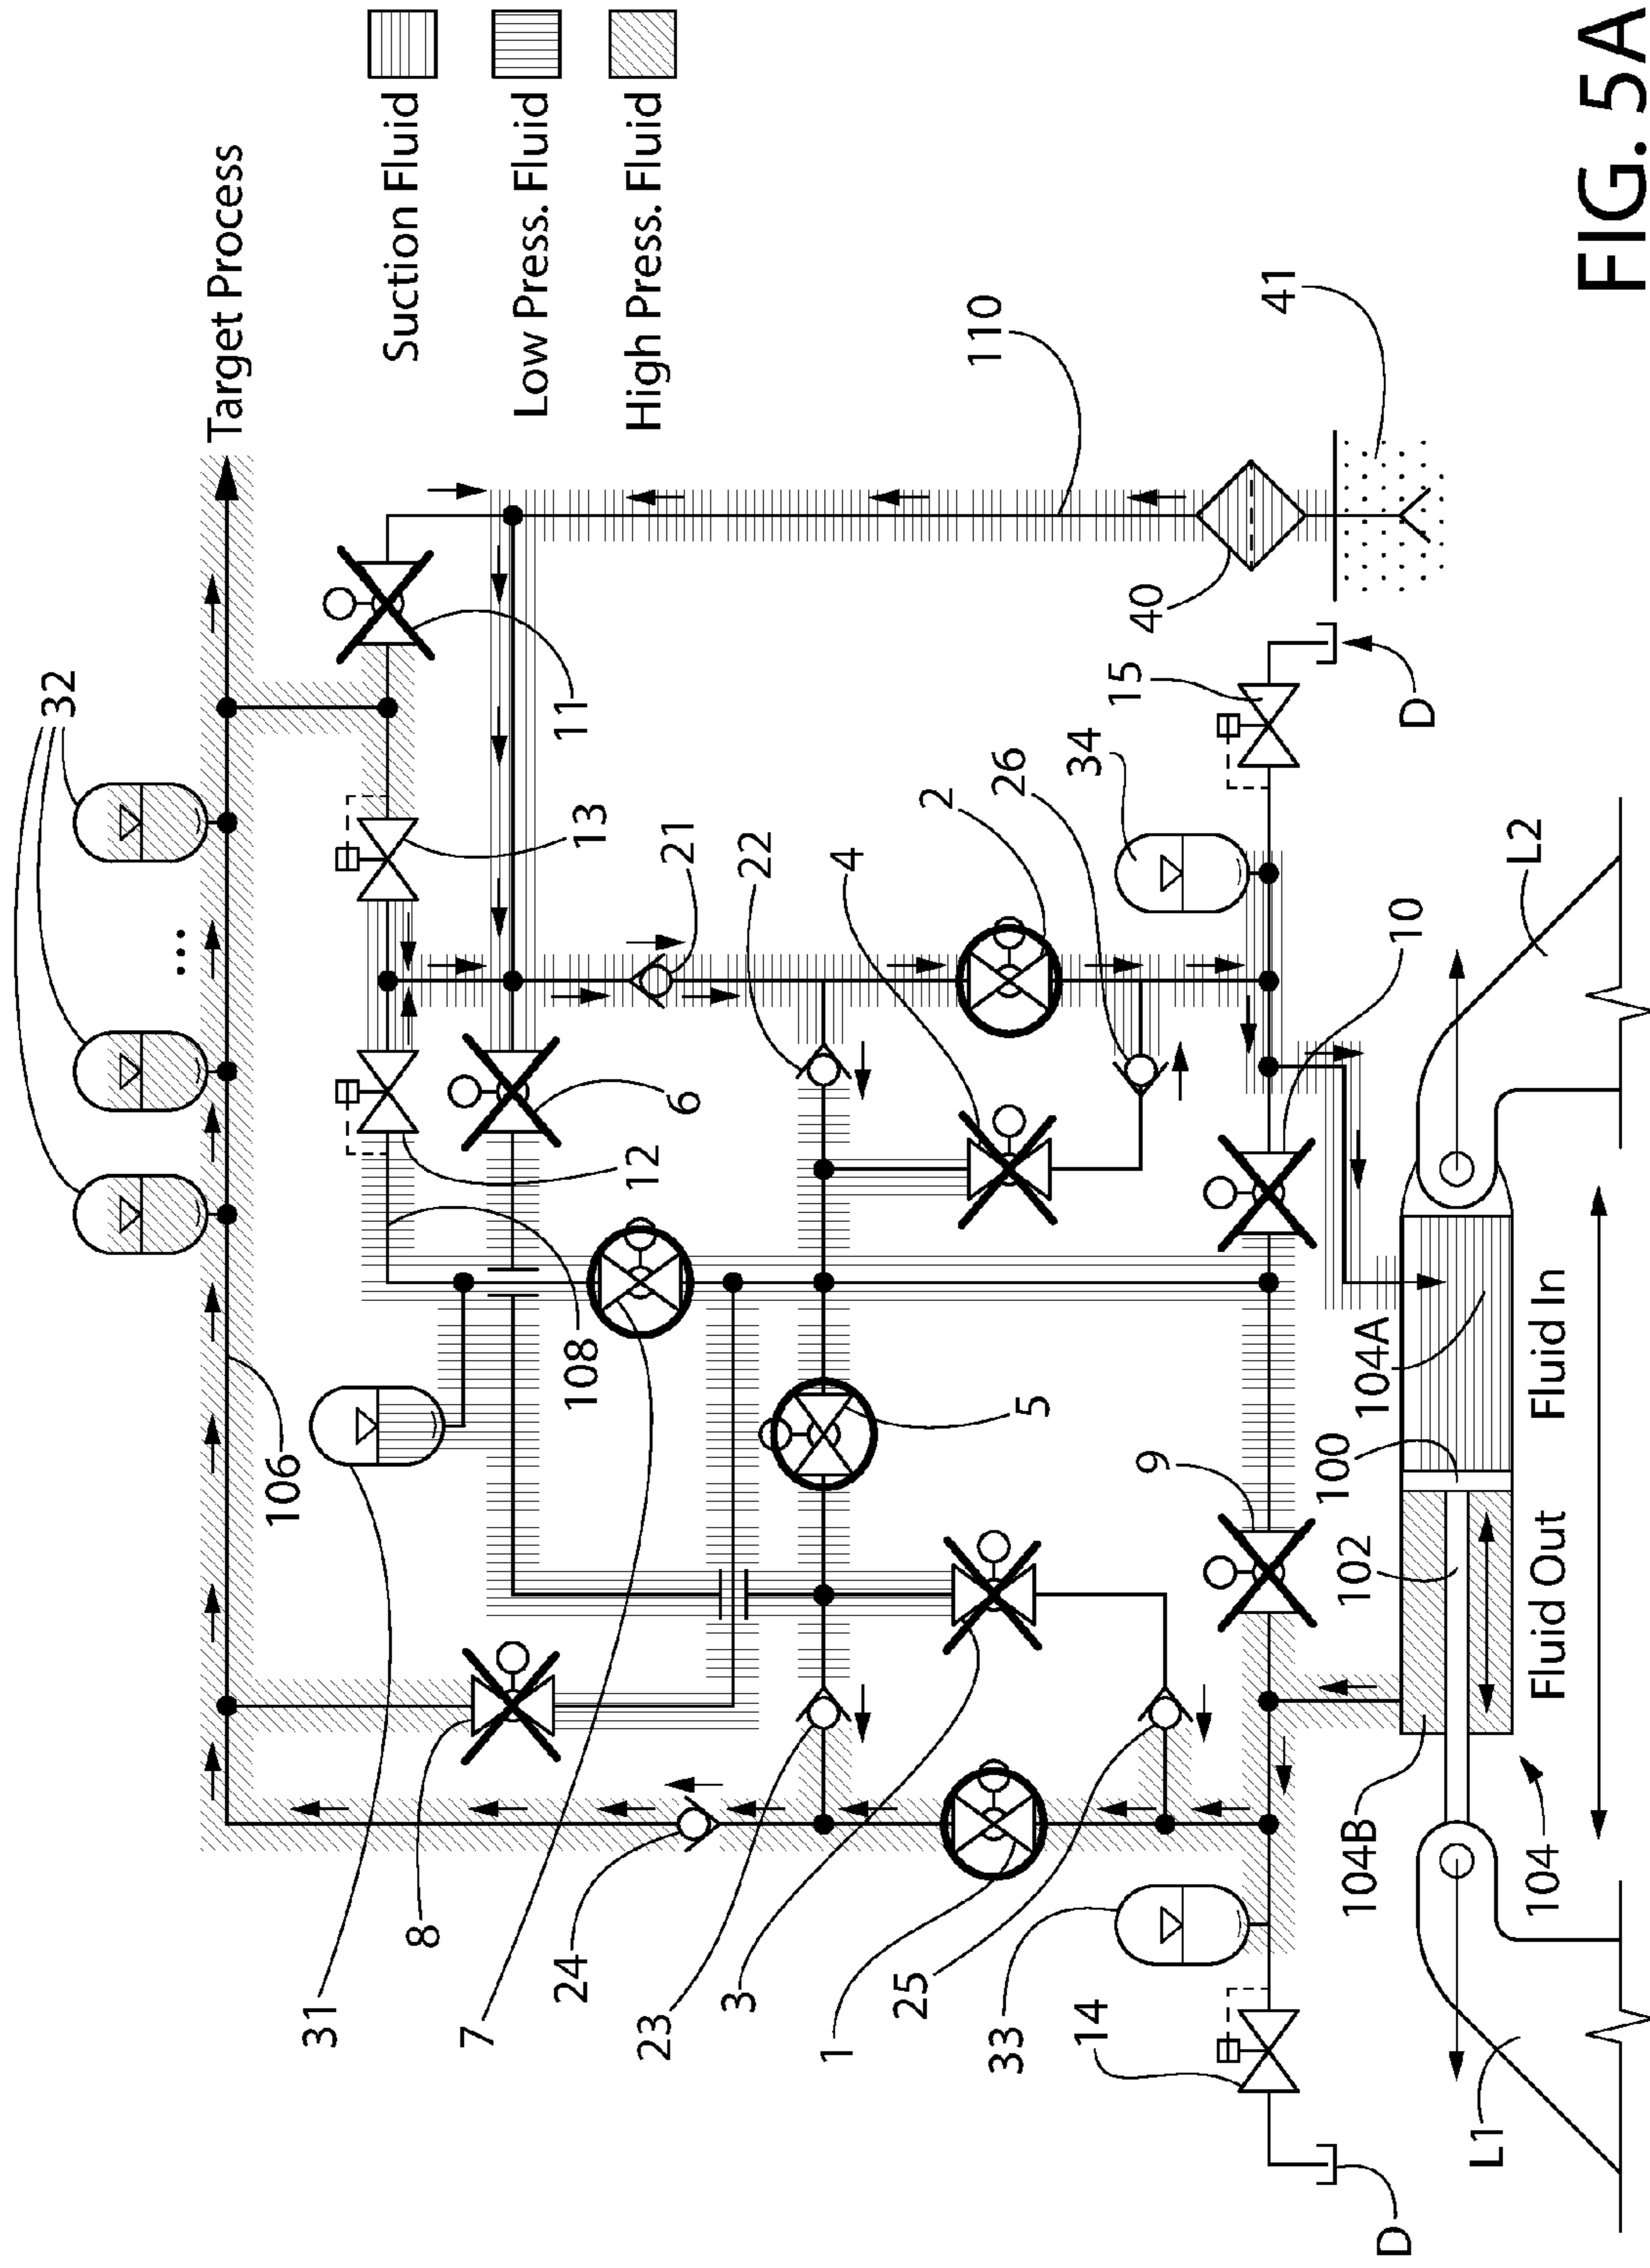 Target Process
Suction Fluid
Low Press. Fluid
High Press. Fluid
32
...
106
11
13
110
31
108
12
6
21
22
4
2
26
34
15
D
40
41
8
7
5
24
23
3
1
25
33
14
9
10
D
L1
L2
104
104B
102
100
104A
Fluid Out
Fluid In
FIG. 5A